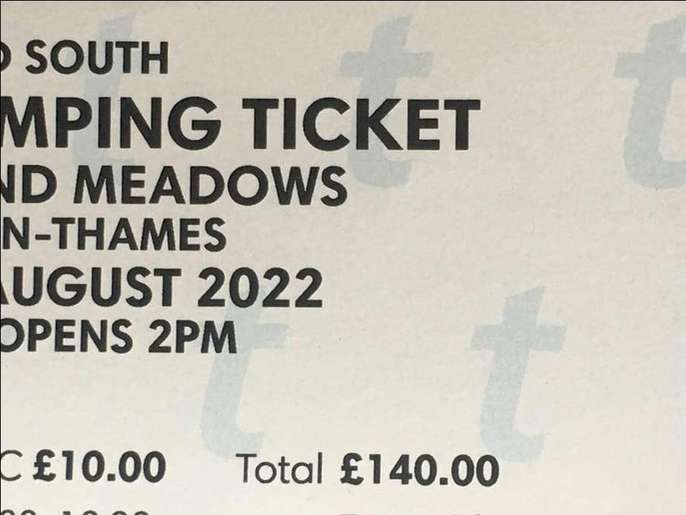 O SOUTH
MPING TICKET
ND MEADOWS
N-THAMES
AUGUST 2022
OPENS 2PM
C £10.00 Total £140.00